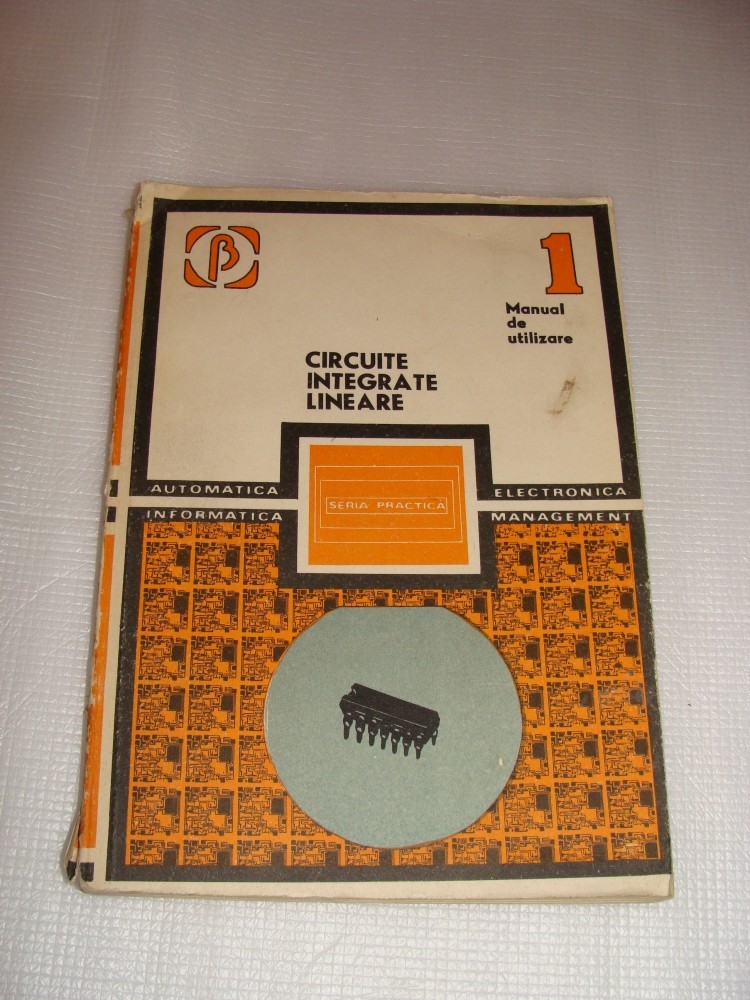 β
1
Manual
de
utilizare
CIRCUITE
INTEGRATE
LINEARE
AUTOMATICA
ELECTRONICA
SERIA PRACTICA
INFORMATICA
MANAGEMENT